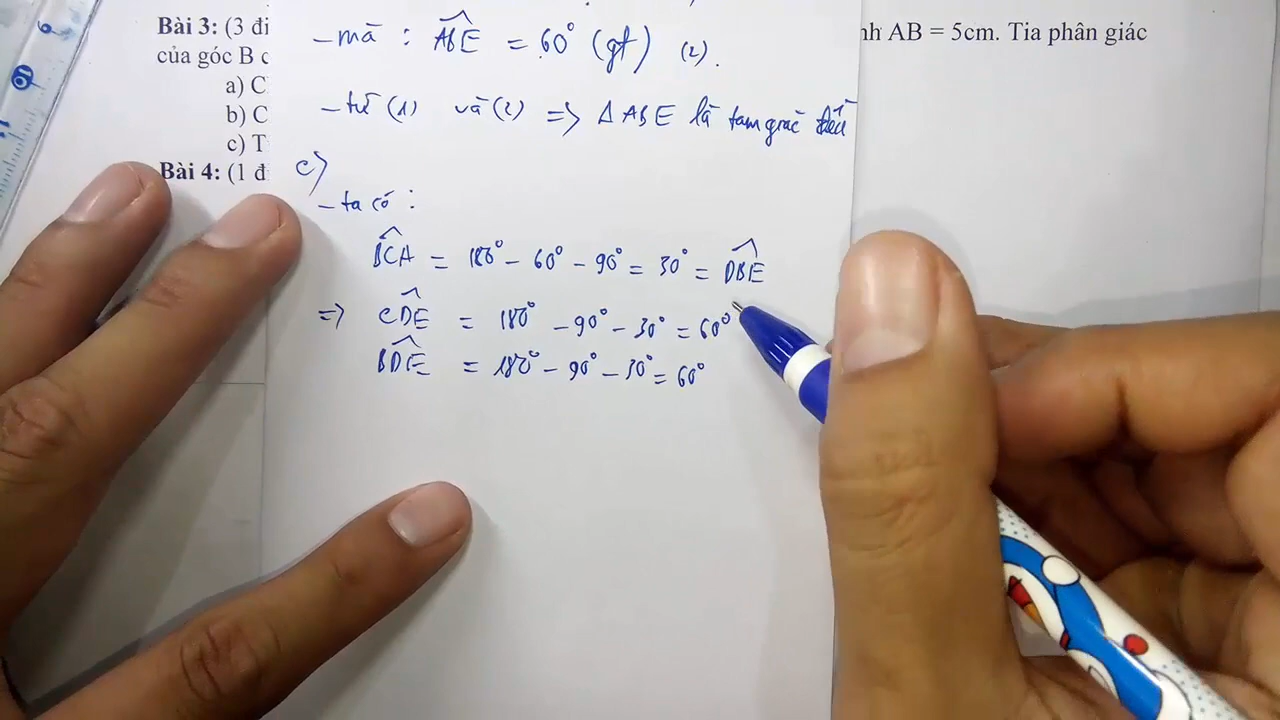 Bài 3: (3 đi
nh AB = 5cm. Tia phân giác
của góc B c
a) C
b) C
c) T
Bài 4: (1 đ
- mà : ABE = 60° (gt) (2).
- từ (1) và (2) => Δ ABE là tam giác đều
c)
- ta có :
BCA = 180° - 60° - 90° = 30° = DBE
=> CDE = 180° - 90° - 30° = 60°
BDE = 180° - 90° - 30° = 60°